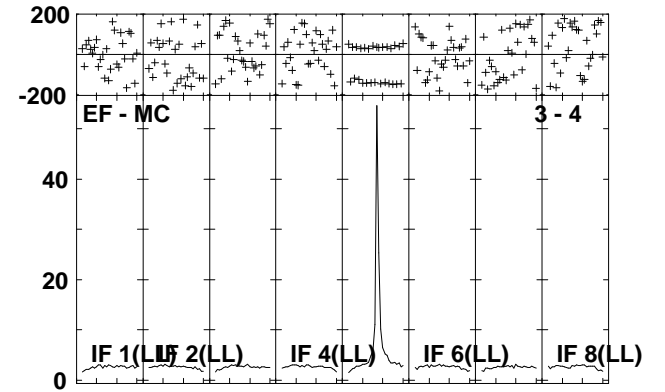 200
-200
EF - MC 3 - 4
40
20
IF 1(LL) IF 2(LL) IF 4(LL) IF 6(LL) IF 8(LL)
0